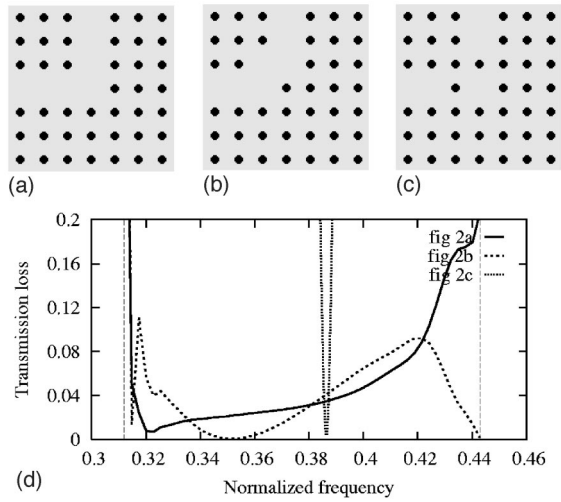 (a)
(b)
(c)
0.2
0.16
0.12
0.08
0.04
0
Transmission loss
fig 2a
fig 2b
fig 2c
0.3 0.32 0.34 0.36 0.38 0.4 0.42 0.44 0.46
(d)
Normalized frequency